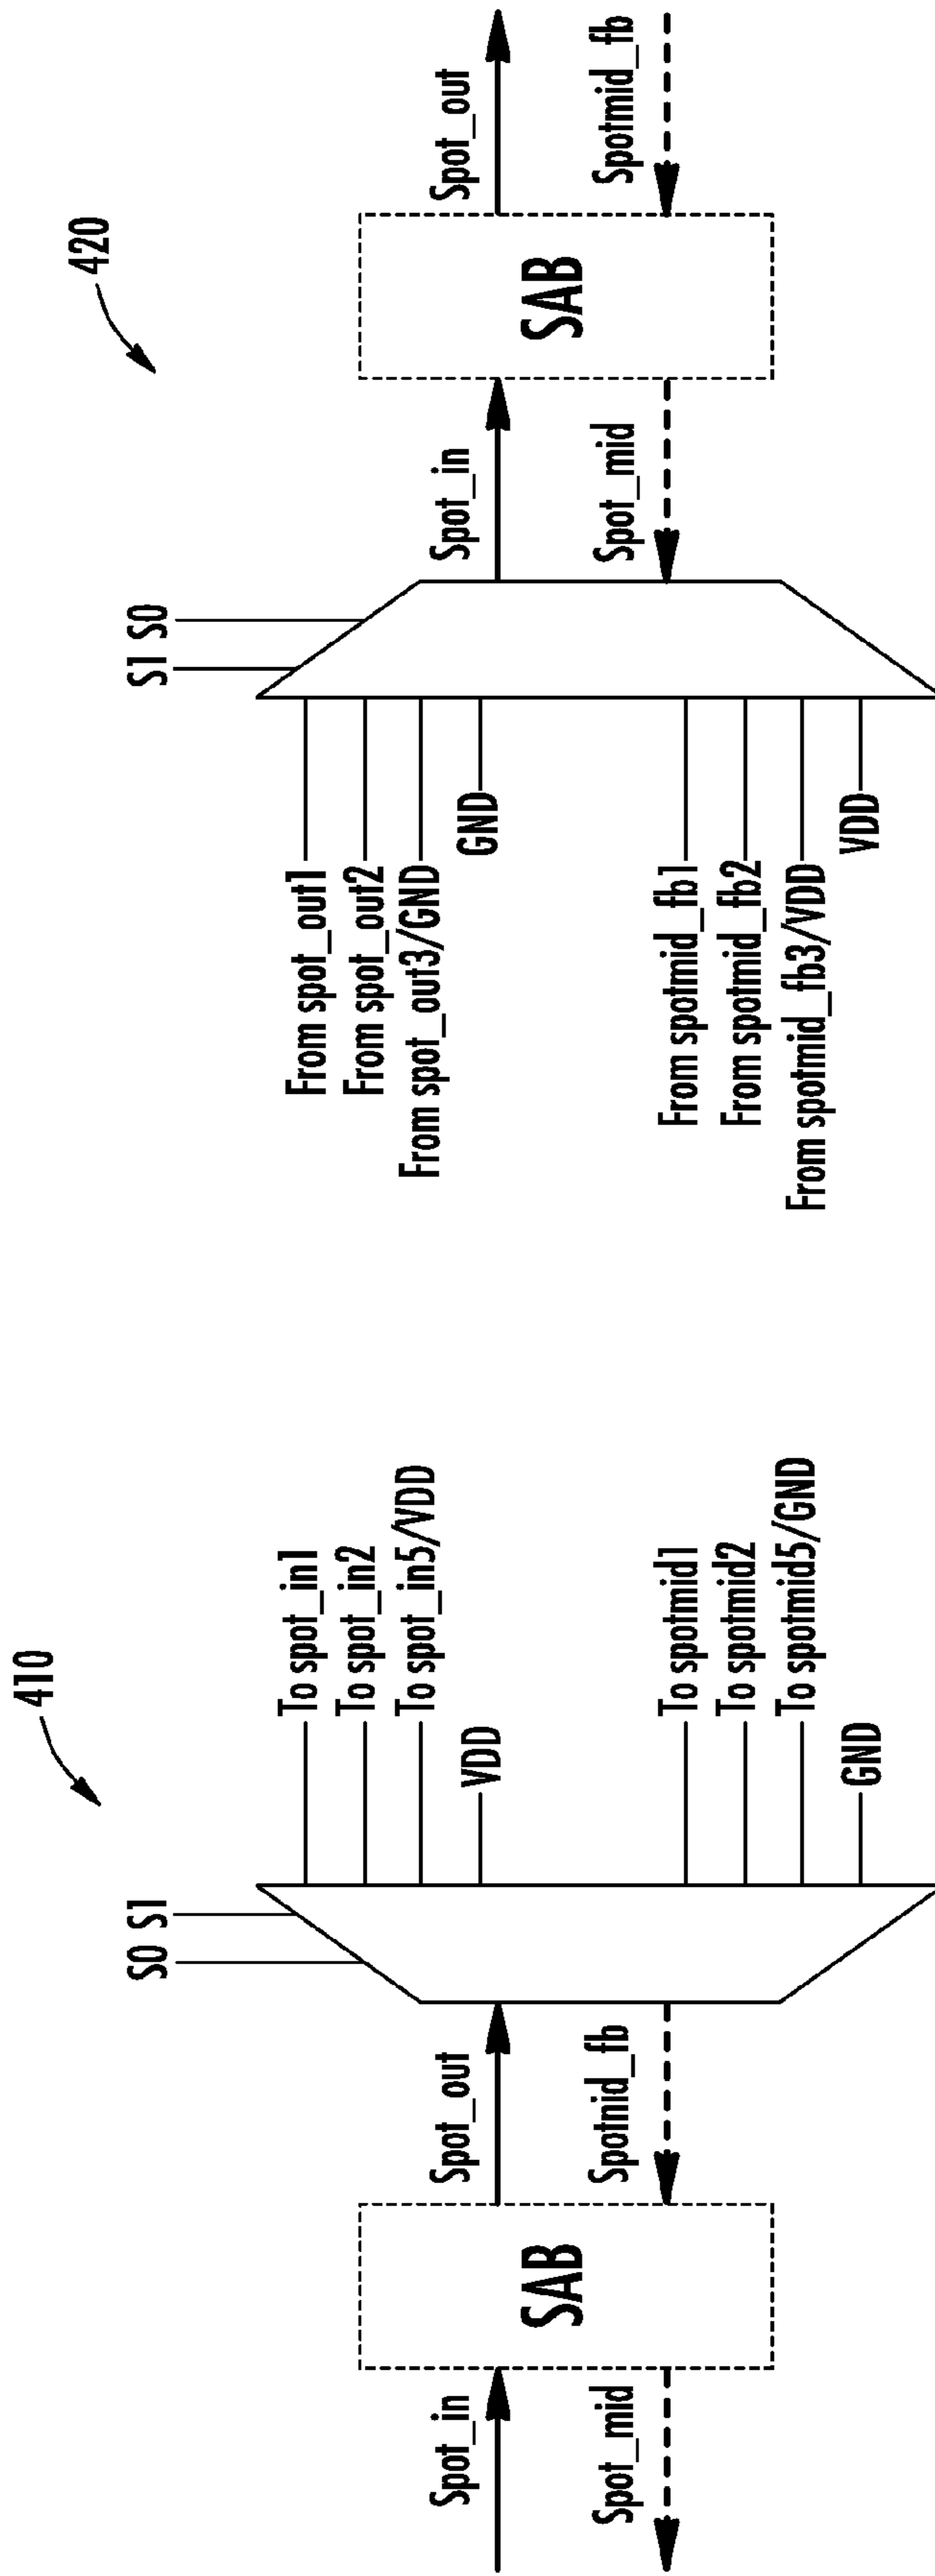 410
S0 S1
Spot_in
Spot_mid
SAB
Spot_out
Spotnid_fb
To spot_in1
To spot_in2
To spot_in5/VDD
VDD
To spotmid1
To spotmid2
To spotmid5/GND
GND
420
S1 S0
From spot_out1
From spot_out2
From spot_out3/GND
GND
From spotmid_fb1
From spotmid_fb2
From spotmid_fb3/VDD
VDD
Spot_in
Spot_mid
SAB
Spot_out
Spotmid_fb